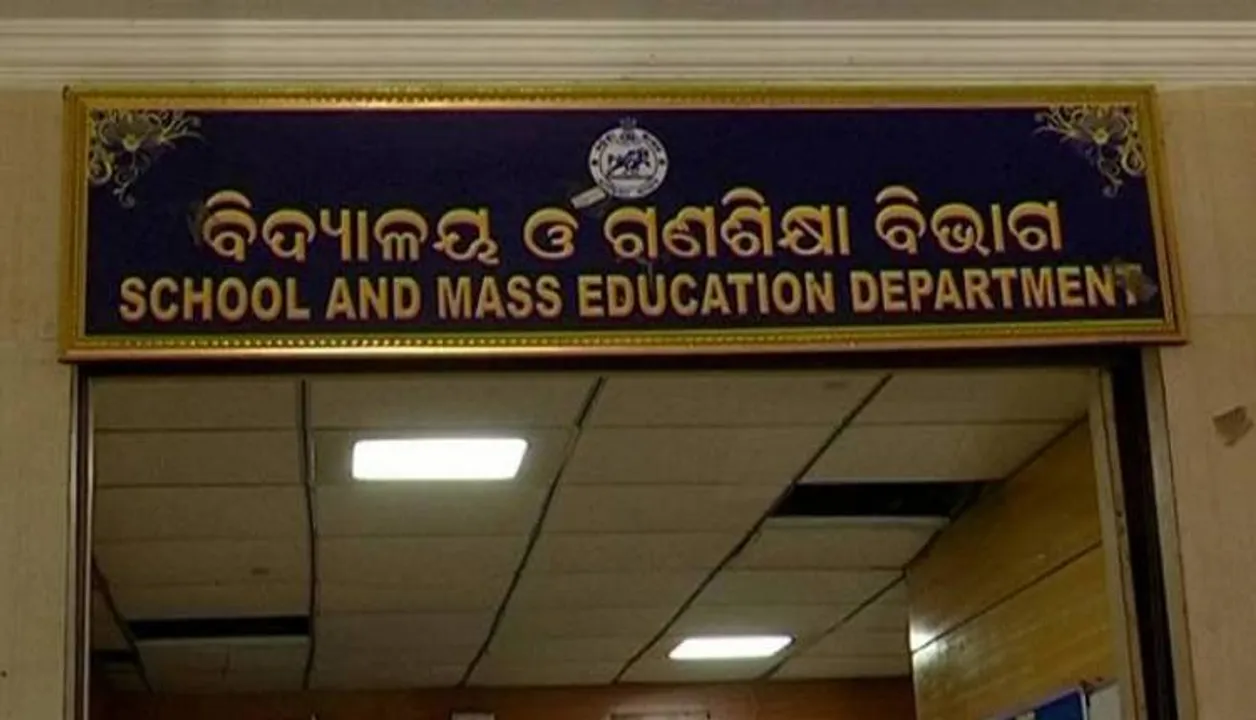 ବିଦ୍ୟାଳୟ ଓ ଗଣଶିକ୍ଷା ବିଭାଗ
SCHOOL AND MASS EDUCATION DEPARTMENT